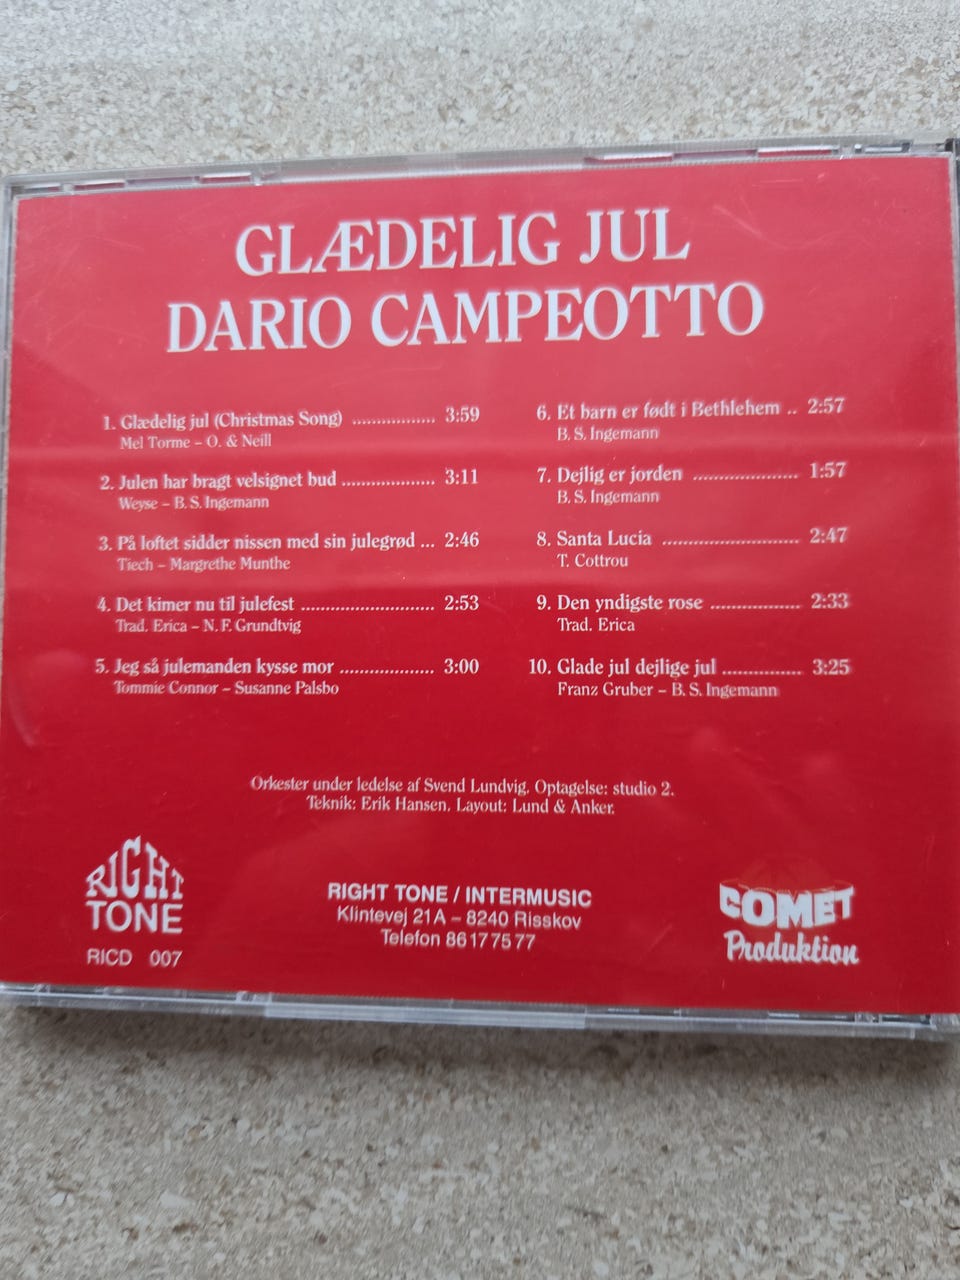 GLÆDELIG JUL
DARIO CAMPEOTTO
1. Glædelig jul (Christmas Song) ................ 3:59
Mel Torme – O. & Neill
2. Julen har bragt velsignet bud .................. 3:11
Weyse – B. S. Ingemann
3. På loftet sidder nissen med sin julegrød ... 2:46
Tiech – Margrethe Munthe
4. Det kimer nu til julefest .......................... 2:53
Trad. Erica – N. F. Grundtvig
5. Jeg så julemanden kysse mor .................. 3:00
Tommie Connor – Susanne Palsbo
6. Et barn er født i Bethlehem .. 2:57
B. S. Ingemann
7. Dejlig er jorden .................... 1:57
B. S. Ingemann
8. Santa Lucia .......................... 2:47
T. Cottrou
9. Den yndigste rose ................. 2:33
Trad. Erica
10. Glade jul dejlige jul ............... 3:25
Franz Gruber – B. S. Ingemann
Orkester under ledelse af Svend Lundvig. Optagelse: studio 2.
Teknik: Erik Hansen. Layout: Lund & Anker.
RIGHT
TONE
RICD 007
RIGHT TONE / INTERMUSIC
Klintevej 21A – 8240 Risskov
Telefon 86 17 75 77
COMET
Produktion